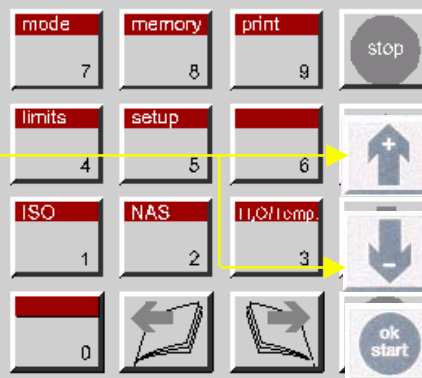 mode
7
memory
8
print
9
stop
limits
4
setup
5
6
+
ISO
1
NAS
2
H2O/Temp.
3
-
0
ok
start